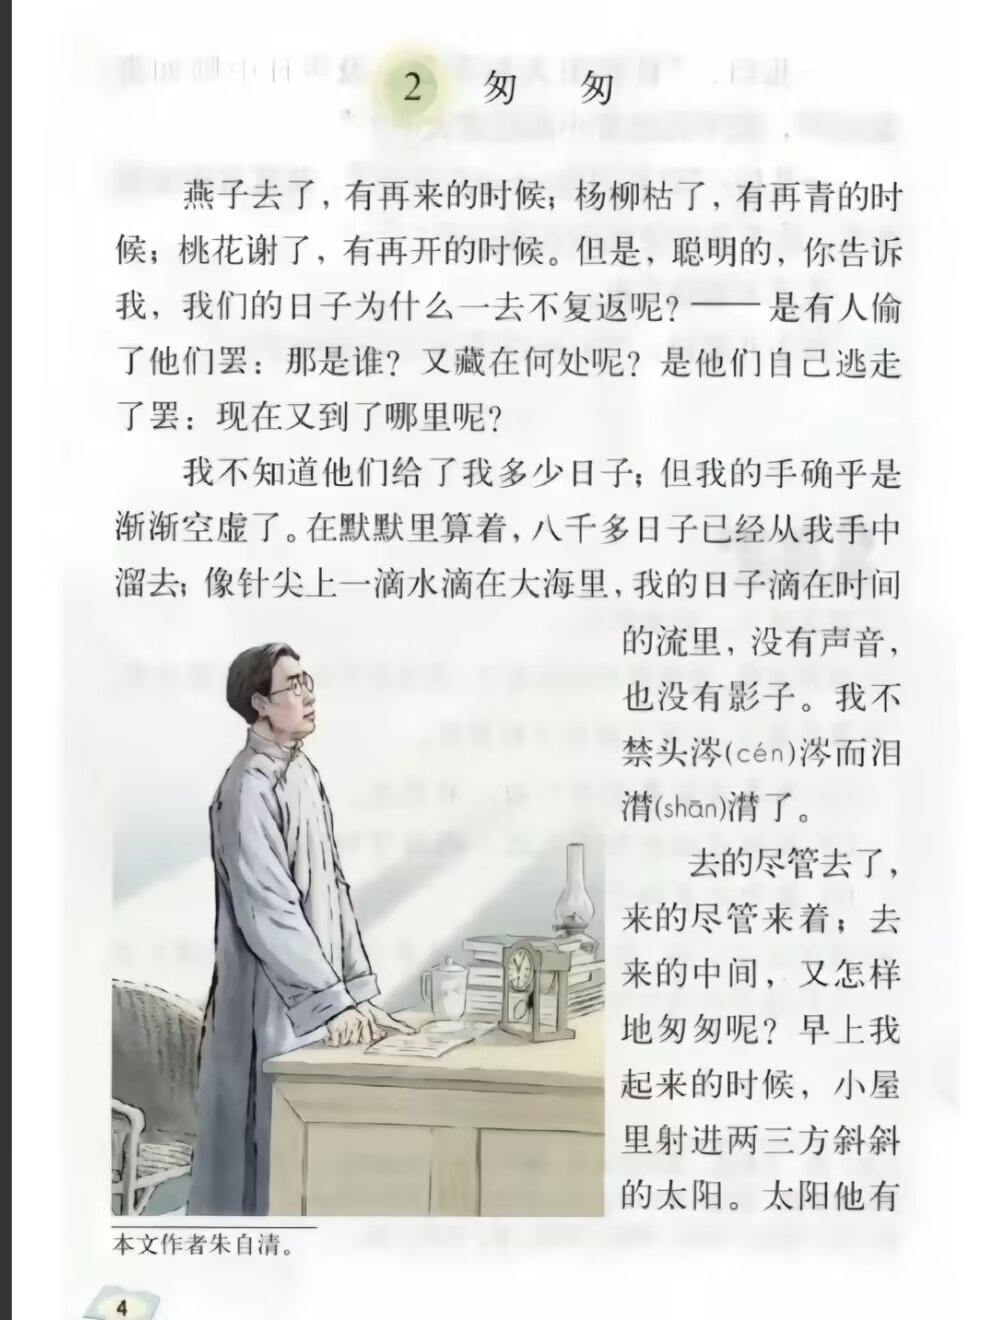 2 匆 匆
燕子去了，有再来的时候；杨柳枯了，有再青的时
候；桃花谢了，有再开的时候。但是，聪明的，你告诉
我，我们的日子为什么一去不复返呢？——是有人偷
了他们罢：那是谁？又藏在何处呢？是他们自己逃走
了罢：现在又到了哪里呢？
我不知道他们给了我多少日子；但我的手确乎是
渐渐空虚了。在默默里算着，八千多日子已经从我手中
溜去；像针尖上一滴水滴在大海里，我的日子滴在时间
的流里，没有声音，
也没有影子。我不
禁头涔(cén)涔而泪
潸(shān)潸了。
去的尽管去了，
来的尽管来着；去
来的中间，又怎样
地匆匆呢？早上我
起来的时候，小屋
里射进两三方斜斜
的太阳。太阳他有
本文作者朱自清。
4